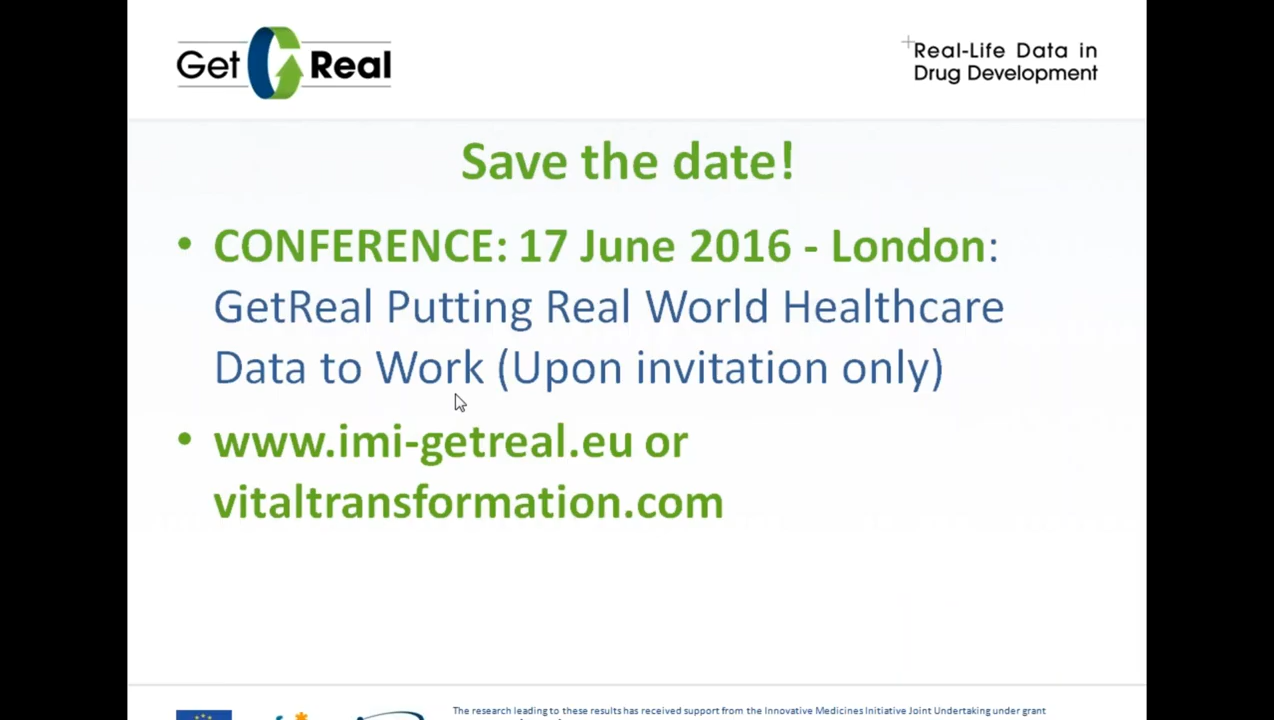 Get Real
Real-Life Data in
Drug Development
Save the date!
• CONFERENCE: 17 June 2016 - London:
GetReal Putting Real World Healthcare
Data to Work (Upon invitation only)
• www.imi-getreal.eu or
vitaltransformation.com
The research leading to these results has received support from the Innovative Medicines Initiative Joint Undertaking under grant